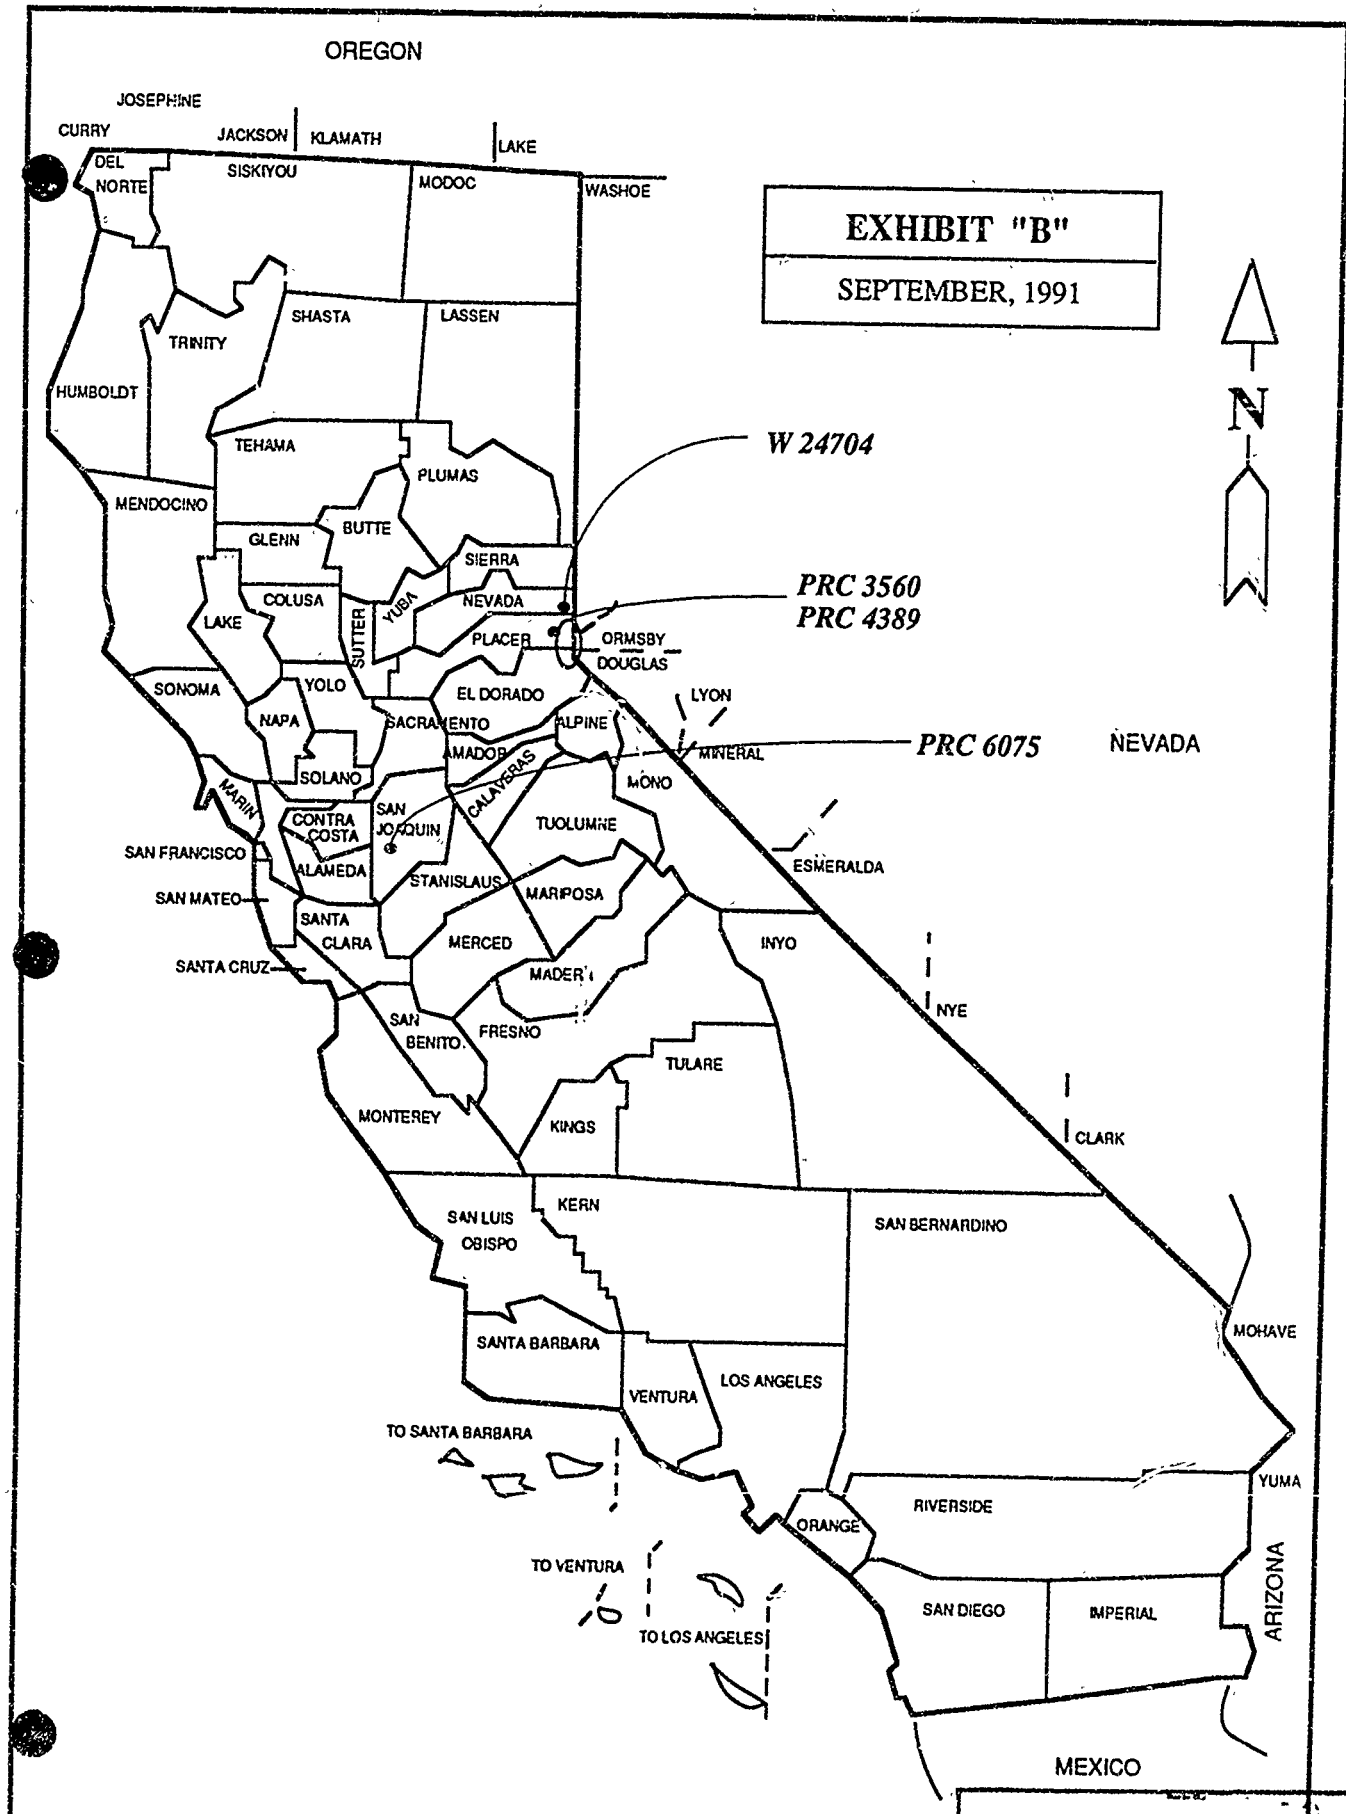 OREGON
JOSEPHINE
CURRY
JACKSON
KLAMATH
LAKE
DEL
NORTE
SISKIYOU
MODOC
WASHOE
EXHIBIT "B"
SEPTEMBER, 1991
N
SHASTA
LASSEN
TRINITY
HUMBOLDT
TEHAMA
W 24704
PLUMAS
MENDOCINO
BUTTE
GLENN
SIERRA
COLUSA
YUBA
NEVADA
PRC 3560
PRC 4389
LAKE
SUTTER
PLACER
ORMSBY
DOUGLAS
SONOMA
YOLO
EL DORADO
LYON
NAPA
SACRAMENTO
ALPINE
AMADOR
MINERAL
PRC 6075
NEVADA
SOLANO
CALAVERAS
MONO
MARIN
SAN
JOAQUIN
CONTRA
COSTA
TUOLUMNE
SAN FRANCISCO
ALAMEDA
STANISLAUS
ESMERALDA
SAN MATEO
MARIPOSA
SANTA
CLARA
MERCED
INYO
SANTA CRUZ
MADERA
NYE
SAN
BENITO
FRESNO
TULARE
MONTEREY
KINGS
CLARK
SAN LUIS
OBISPO
KERN
SAN BERNARDINO
SANTA BARBARA
MOHAVE
VENTURA
LOS ANGELES
TO SANTA BARBARA
YUMA
RIVERSIDE
ORANGE
TO VENTURA
ARIZONA
SAN DIEGO
IMPERIAL
TO LOS ANGELES
MEXICO